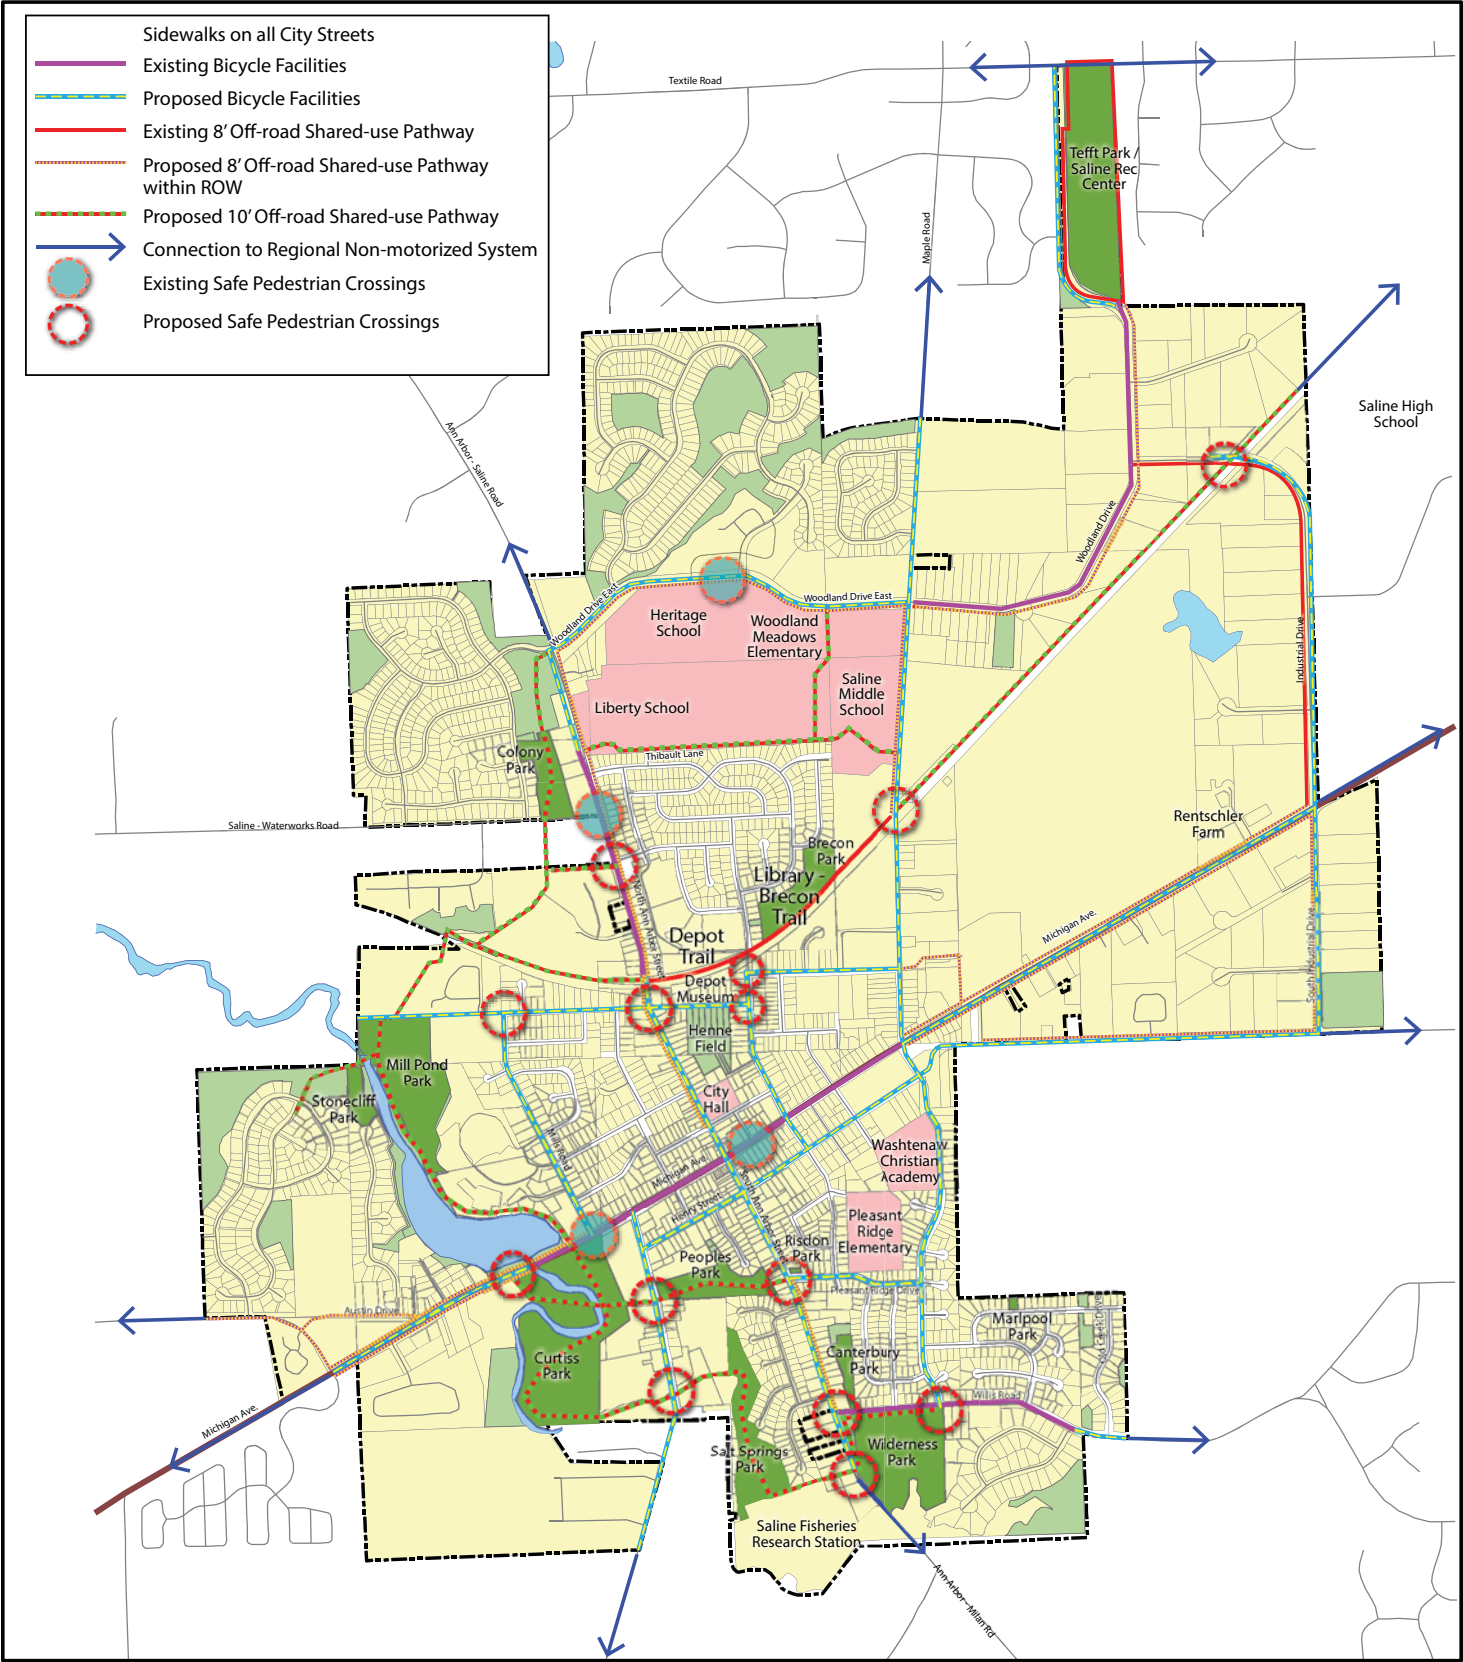 Sidewalks on all City Streets
Existing Bicycle Facilities
Proposed Bicycle Facilities
Existing 8' Off-road Shared-use Pathway
Proposed 8' Off-road Shared-use Pathway
within ROW
Proposed 10' Off-road Shared-use Pathway
Connection to Regional Non-motorized System
Existing Safe Pedestrian Crossings
Proposed Safe Pedestrian Crossings
Textile Road
Tefft Park /
Saline Rec
Center
Maple Road
Saline High
School
Ann Arbor - Saline Road
Woodland Drive
Woodland Drive East
Woodland Drive East
Heritage
School
Woodland
Meadows
Elementary
Industrial Drive
Saline
Middle
School
Liberty School
Thibault Lane
Colony
Park
Saline - Waterworks Road
Rentschler
Farm
Brecon
Park
Library -
Brecon
Trail
North Ann Arbor Street
Depot
Trail
Michigan Ave.
South Industrial Drive
Depot
Museum
Henne
Field
Mill Pond
Park
City
Hall
Stonecliff
Park
Mills Road
Washtenaw
Christian
Academy
Michigan Ave.
South Ann Arbor Street
Henry Street
Pleasant
Ridge
Elementary
Risdon
Park
Peoples
Park
Pleasant Ridge Drive
Austin Drive
Marlpool
Park
Canterbury
Park
Curtiss
Park
Willis Road
Michigan Ave.
Wilderness
Park
Salt Springs
Park
Saline Fisheries
Research Station
Ann Arbor - Milan Rd